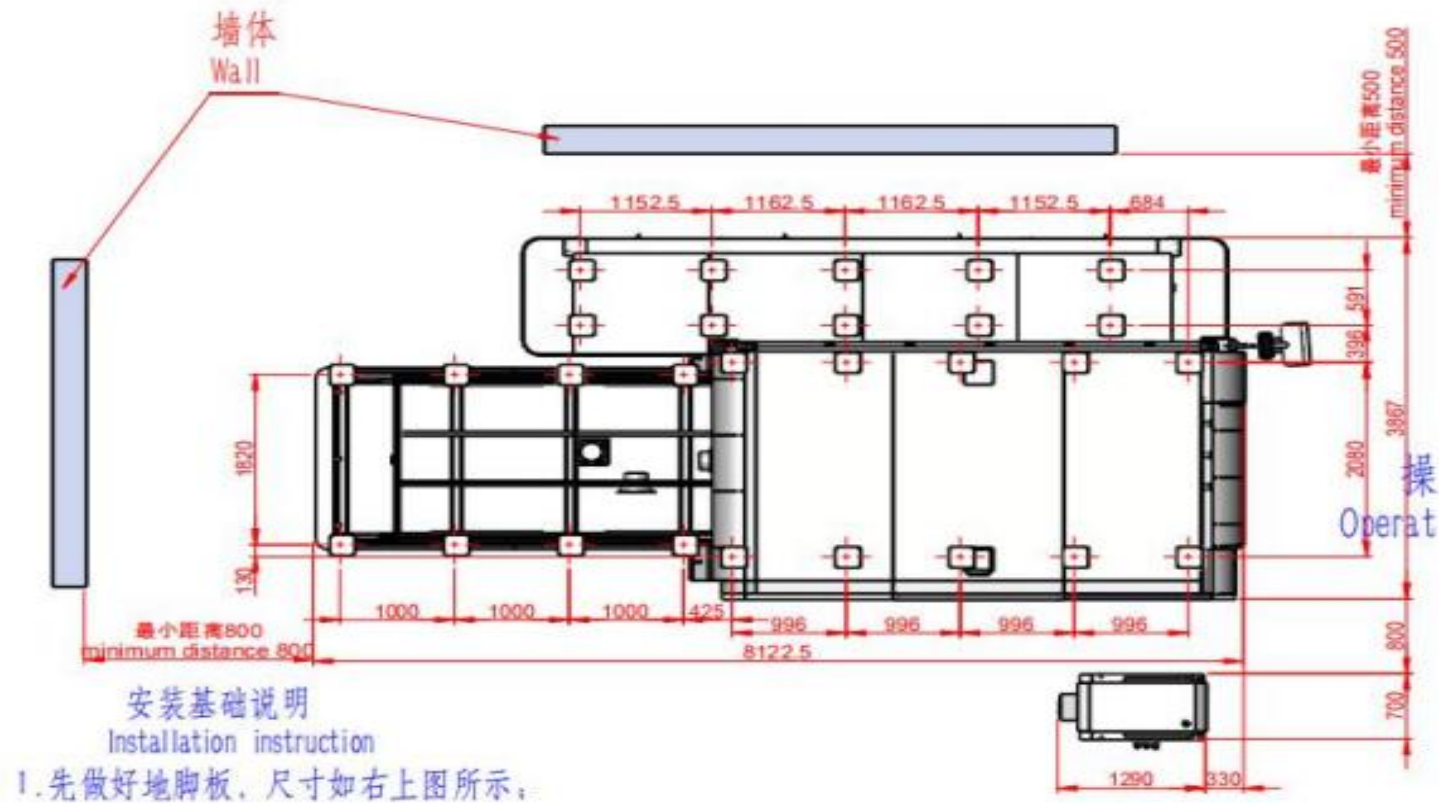 墙体
Wall
最小距离500
minimum distance 500
1152.5
1162.5
1162.5
1152.5
684
591
396
3867
2080
1820
130
操
Operat
1000
1000
1000
425
996
996
996
996
最小距离800
minimum distance 800
8122.5
800
700
1290
330
安装基础说明
Installation instruction
1.先做好地脚板，尺寸如右上图所示；